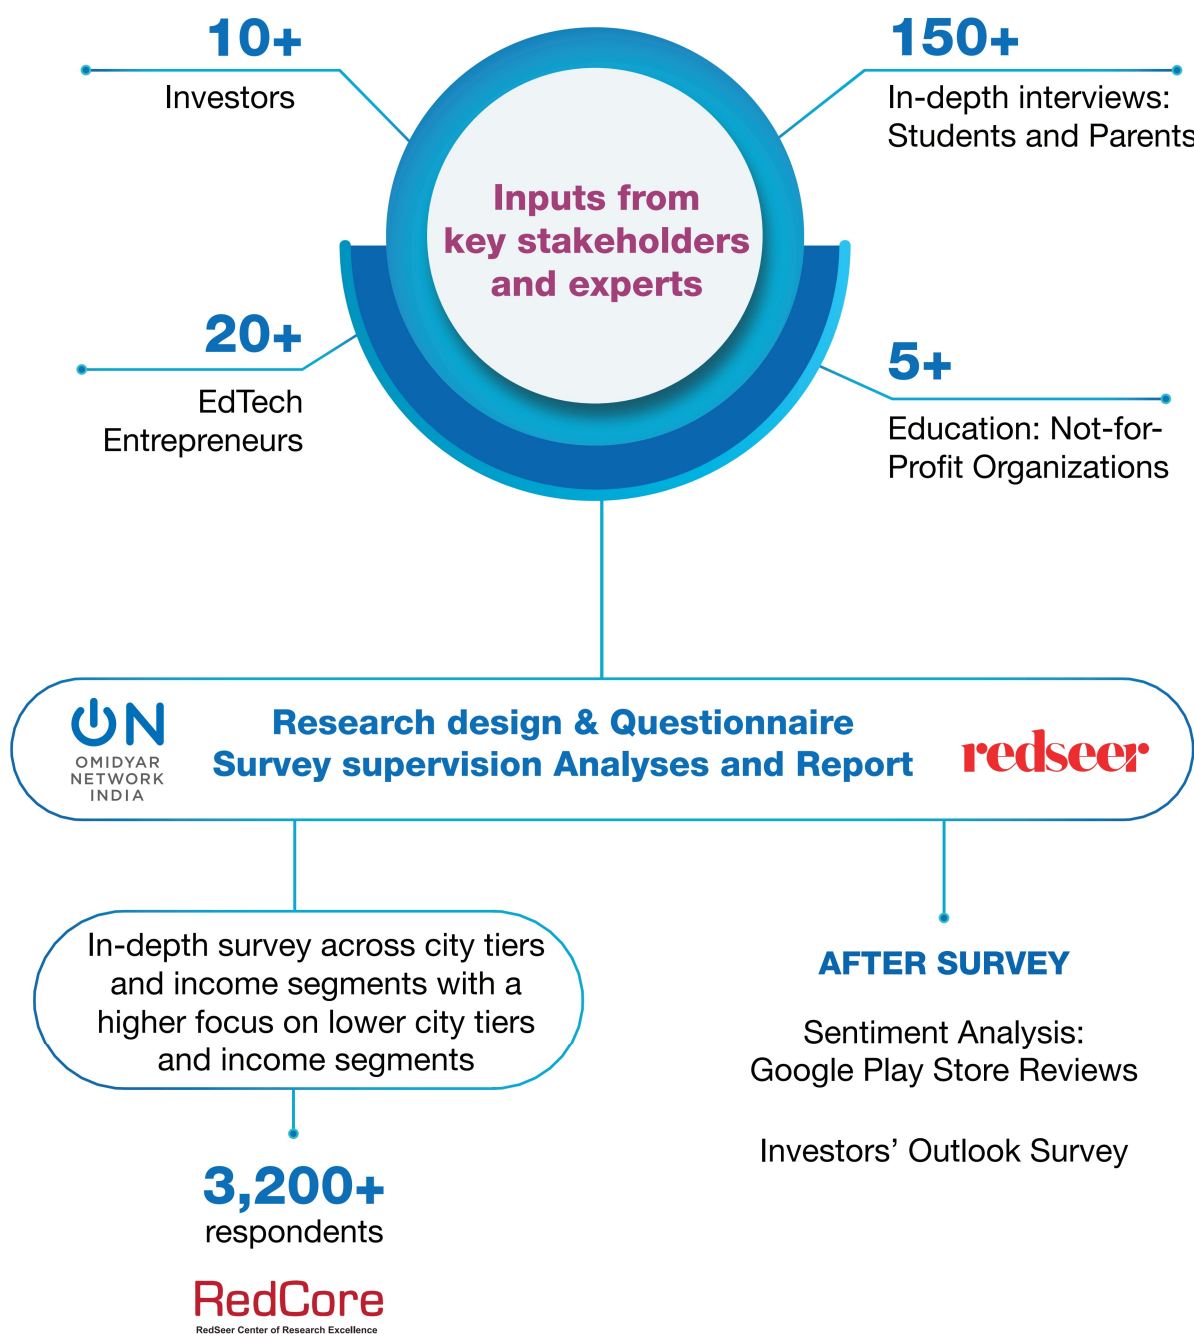 10+
Investors
150+
In-depth interviews:
Students and Parents
Inputs from
key stakeholders
and experts
20+
EdTech
Entrepreneurs
5+
Education: Not-for-
Profit Organizations
ON
OMIDYAR
NETWORK
INDIA
Research design & Questionnaire
Survey supervision Analyses and Report
redseer
In-depth survey across city tiers
and income segments with a
higher focus on lower city tiers
and income segments
3,200+
respondents
RedCore
RedSeer Center of Research Excellence
AFTER SURVEY
Sentiment Analysis:
Google Play Store Reviews
Investors’ Outlook Survey